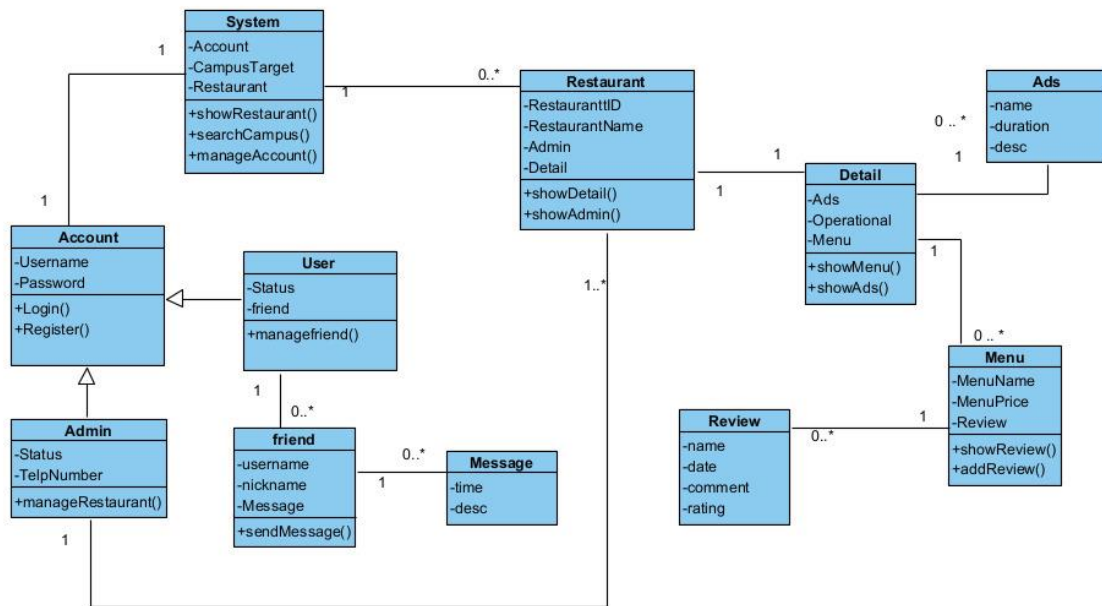 System
-Account
-CampusTarget
-Restaurant
+showRestaurant()
+searchCampus()
+manageAccount()
1
1
0..*
1
Restaurant
-RestauranttID
-RestaurantName
-Admin
-Detail
+showDetail()
+showAdmin()
1
1
1..*
Ads
-name
-duration
-desc
0 .. *
1
Detail
-Ads
-Operational
-Menu
+showMenu()
+showAds()
1
0 .. *
Account
-Username
-Password
+Login()
+Register()
User
-Status
-friend
+managefriend()
1
0..*
Menu
-MenuName
-MenuPrice
-Review
+showReview()
+addReview()
1
0..*
Review
-name
-date
-comment
-rating
Admin
-Status
-TelpNumber
+manageRestaurant()
1
friend
-username
-nickname
-Message
+sendMessage()
0..*
1
Message
-time
-desc